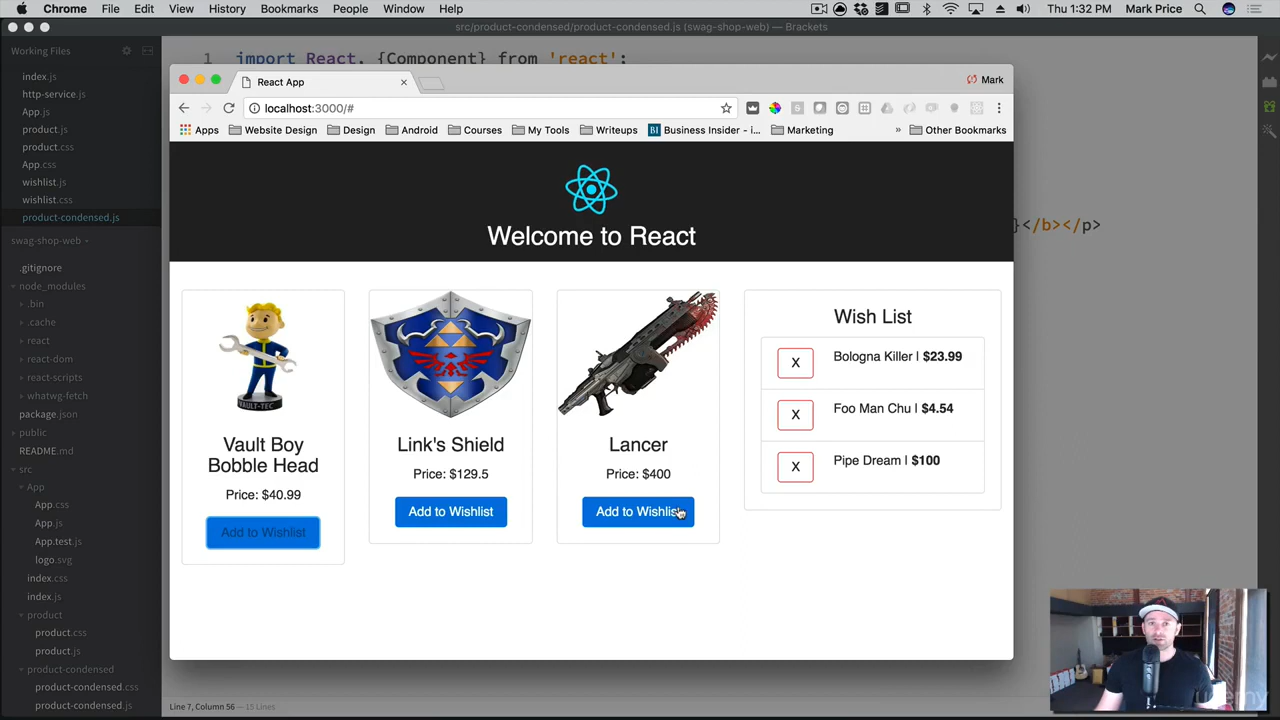 Chrome File Edit View History Bookmarks People Window Help
Thu 1:32 PM Mark Price
src/product-condensed/product-condensed.js (swag-shop-web) — Brackets
Working Files
index.js
http-service.js
App.js
product.js
product.css
App.css
wishlist.js
wishlist.css
product-condensed.js
swag-shop-web
.gitignore
node_modules
.bin
.cache
react
react-dom
react-scripts
whatwg-fetch
package.json
public
README.md
src
App
App.css
App.js
App.test.js
logo.svg
index.css
index.js
product
product.css
product.js
product-condensed
product-condensed.css
product-condensed.js
1 import React, {Component} from 'react';
}</b></p>
React App
Mark
localhost:3000/#
Apps Website Design Design Android Courses My Tools Writeups Business Insider - i... Marketing » Other Bookmarks
Welcome to React
VAULT-TEC
Vault Boy
Bobble Head
Price: $40.99
Add to Wishlist
Link's Shield
Price: $129.5
Add to Wishlist
Lancer
Price: $400
Add to Wishlist
Wish List
X Bologna Killer | $23.99
X Foo Man Chu | $4.54
X Pipe Dream | $100
Line 7, Column 56 — 15 Lines
udemy